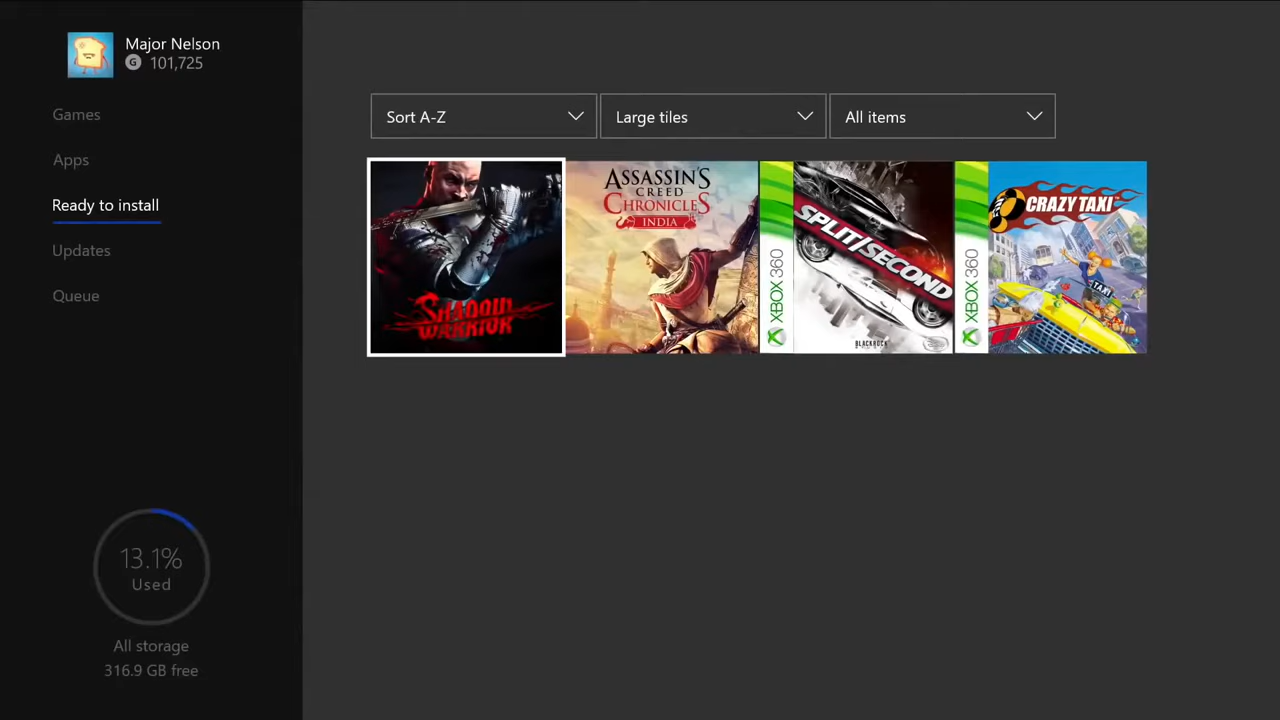 Major Nelson
G 101,725
Games
Apps
Ready to install
Updates
Queue
13.1%
Used
All storage
316.9 GB free
Sort A-Z
Large tiles
All items
SHADOW
WARRIOR
ASSASSIN'S
CREED
CHRONICLES
INDIA
XBOX 360
SPLIT/SECOND
BLACKROCK
XBOX 360
CRAZY TAXI
TAXI